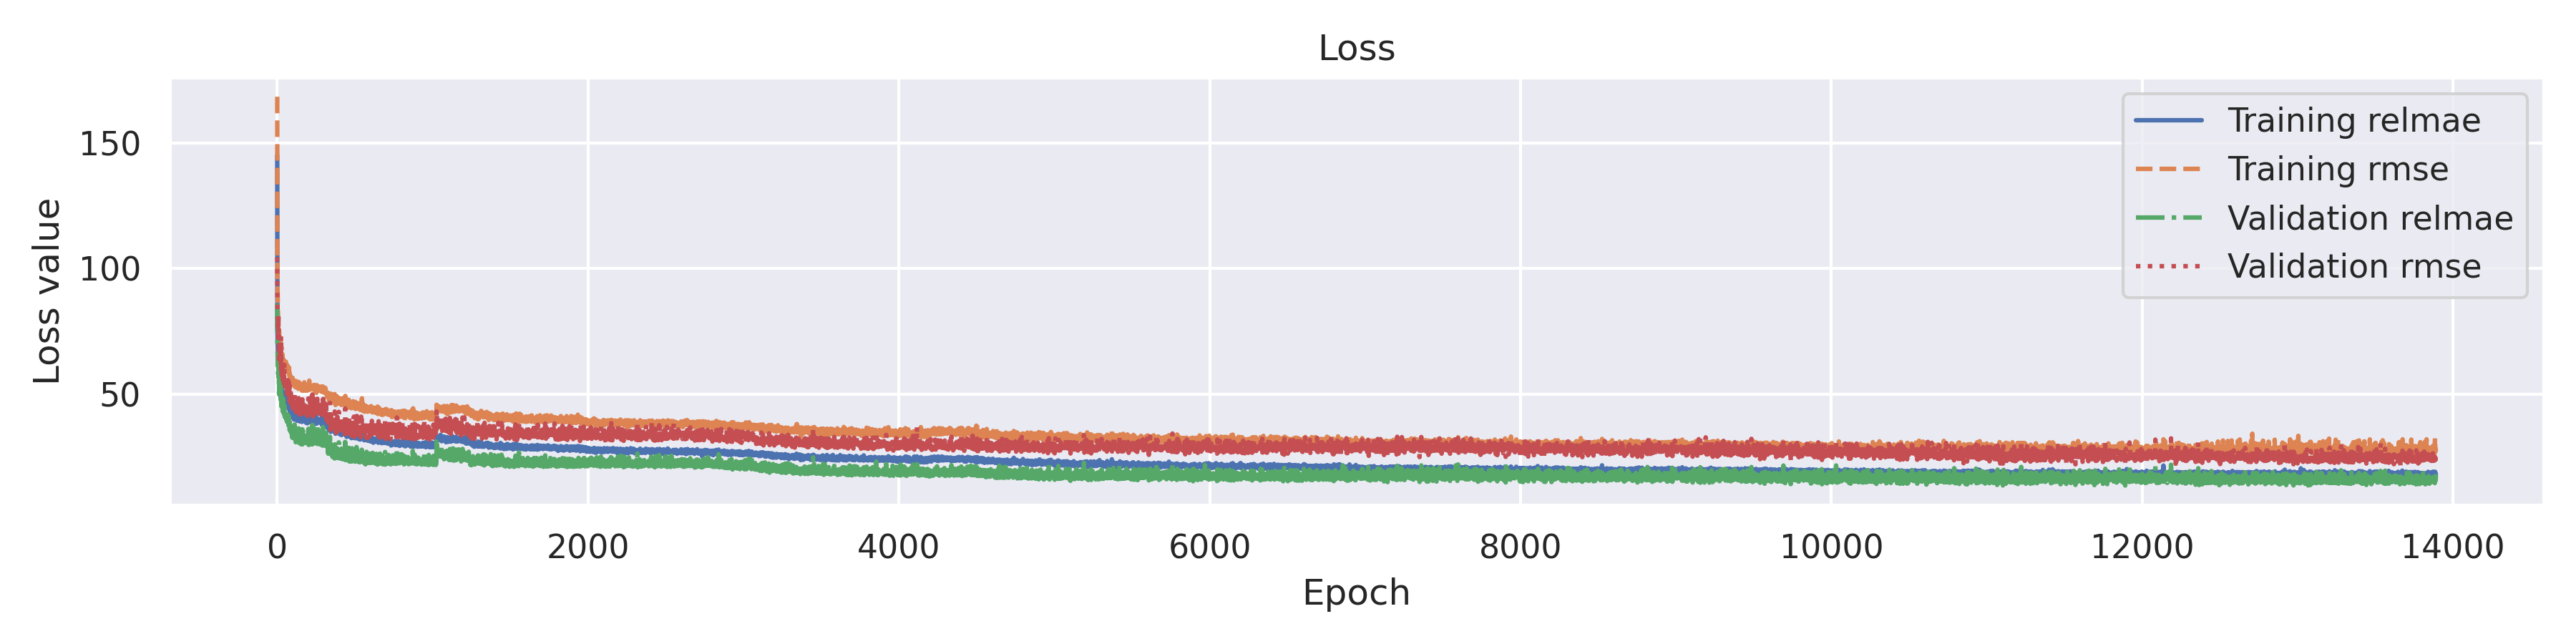 Loss
Loss value
150
100
50
Training relmae
Training rmse
Validation relmae
Validation rmse
0 2000 4000 6000 8000 10000 12000 14000
Epoch